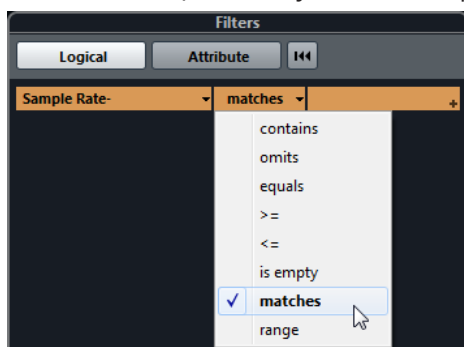 Filters
Logical Attribute
Sample Rate- matches +
contains
omits
equals
>=
<=
is empty
✓ matches
range